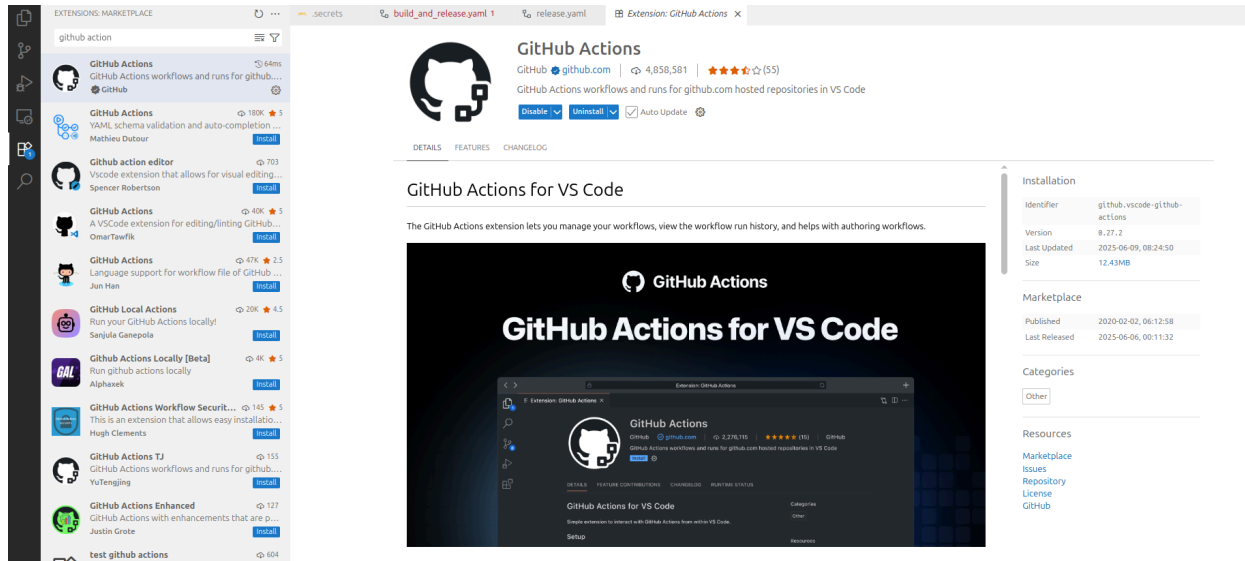 EXTENSIONS: MARKETPLACE
.secrets
build_and_release.yaml 1
release.yaml
Extension: GitHub Actions
github action
GitHub Actions 64ms
GitHub Actions workflows and runs for github....
GitHub
GitHub Actions 180K 5
YAML schema validation and auto-completion ...
Mathieu Dutour Install
Github action editor 703
Vscode extension that allows for visual editing...
Spencer Robertson Install
GitHub Actions 40K 5
A VSCode extension for editing/linting GitHub...
OmarTawfik Install
GitHub Actions 47K 2.5
Language support for workflow file of GitHub ...
Jun Han Install
GitHub Local Actions 20K 4.5
Run your GitHub Actions locally!
Sanjula Ganepola Install
GAL
Github Actions Locally [Beta] 4K 5
Run github actions locally
Alphaxek Install
GitHub Actions Workflow Securit... 145 5
This is an extension that allows easy installatio...
Hugh Clements Install
GitHub Actions TJ 155
GitHub Actions workflows and runs for github....
YuTengjing Install
GitHub Actions Enhanced 127
GitHub Actions with enhancements that are p...
Justin Grote Install
test github actions 604
1
GitHub Actions
GitHub github.com 4,858,581 (55)
GitHub Actions workflows and runs for github.com hosted repositories in VS Code
Disable Uninstall Auto Update
DETAILS FEATURES CHANGELOG
GitHub Actions for VS Code
The GitHub Actions extension lets you manage your workflows, view the workflow run history, and helps with authoring workflows.
GitHub Actions
GitHub Actions for VS Code
Extension: GitHub Actions
Extension: GitHub Actions
GitHub Actions
GitHub github.com 2,276,115 (15) GitHub
GitHub Actions workflows and runs for github.com hosted repositories in VS Code
Install
DETAILS FEATURE CONTRIBUTIONS CHANGELOG RUNTIME STATUS
GitHub Actions for VS Code
Simple extension to interact with GitHub Actions from within VS Code.
Setup
Categories
Other
Resources
Installation
Identifier github.vscode-github-
actions
Version 0.27.2
Last Updated 2025-06-09, 08:24:50
Size 12.43MB
Marketplace
Published 2020-02-02, 06:12:58
Last Released 2025-06-06, 00:11:32
Categories
Other
Resources
Marketplace
Issues
Repository
License
GitHub